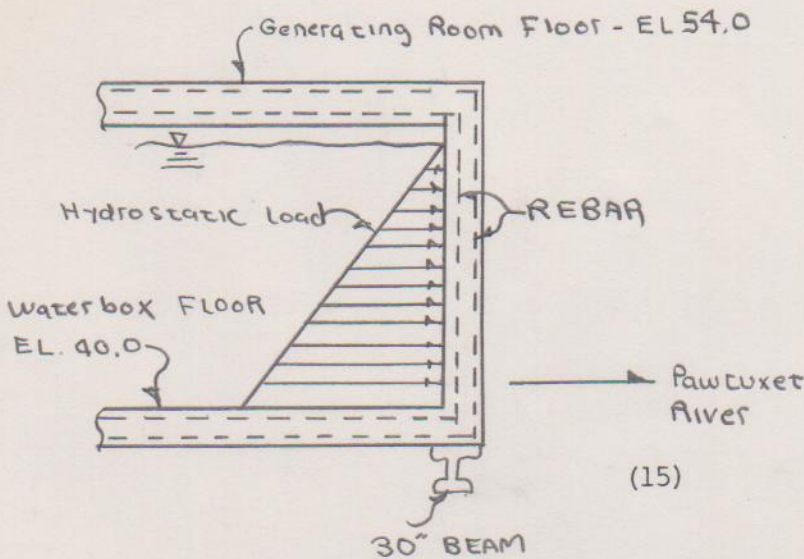 Generating Room Floor - EL 54.0
Hydrostatic Load
REBAR
Waterbox FLOOR
EL. 40.0
Pawtuxet
River
(15)
30" BEAM